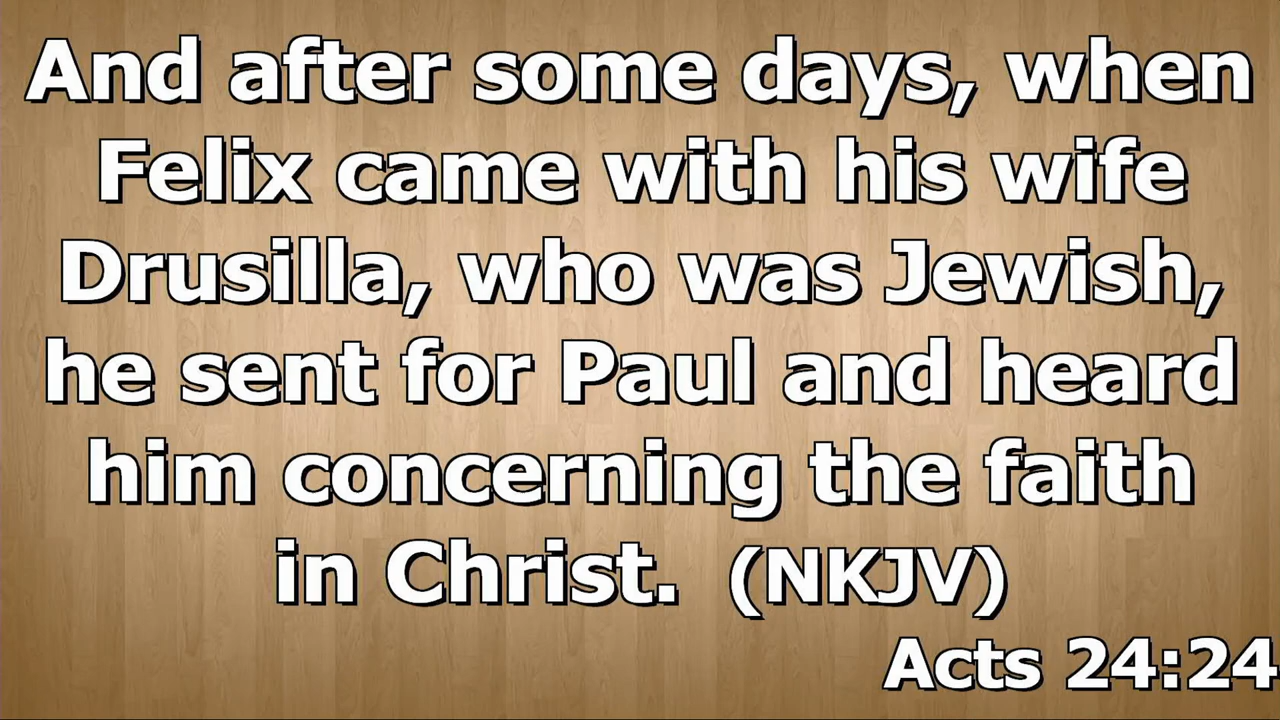 And after some days, when
Felix came with his wife
Drusilla, who was Jewish,
he sent for Paul and heard
him concerning the faith
in Christ. (NKJV)
Acts 24:24